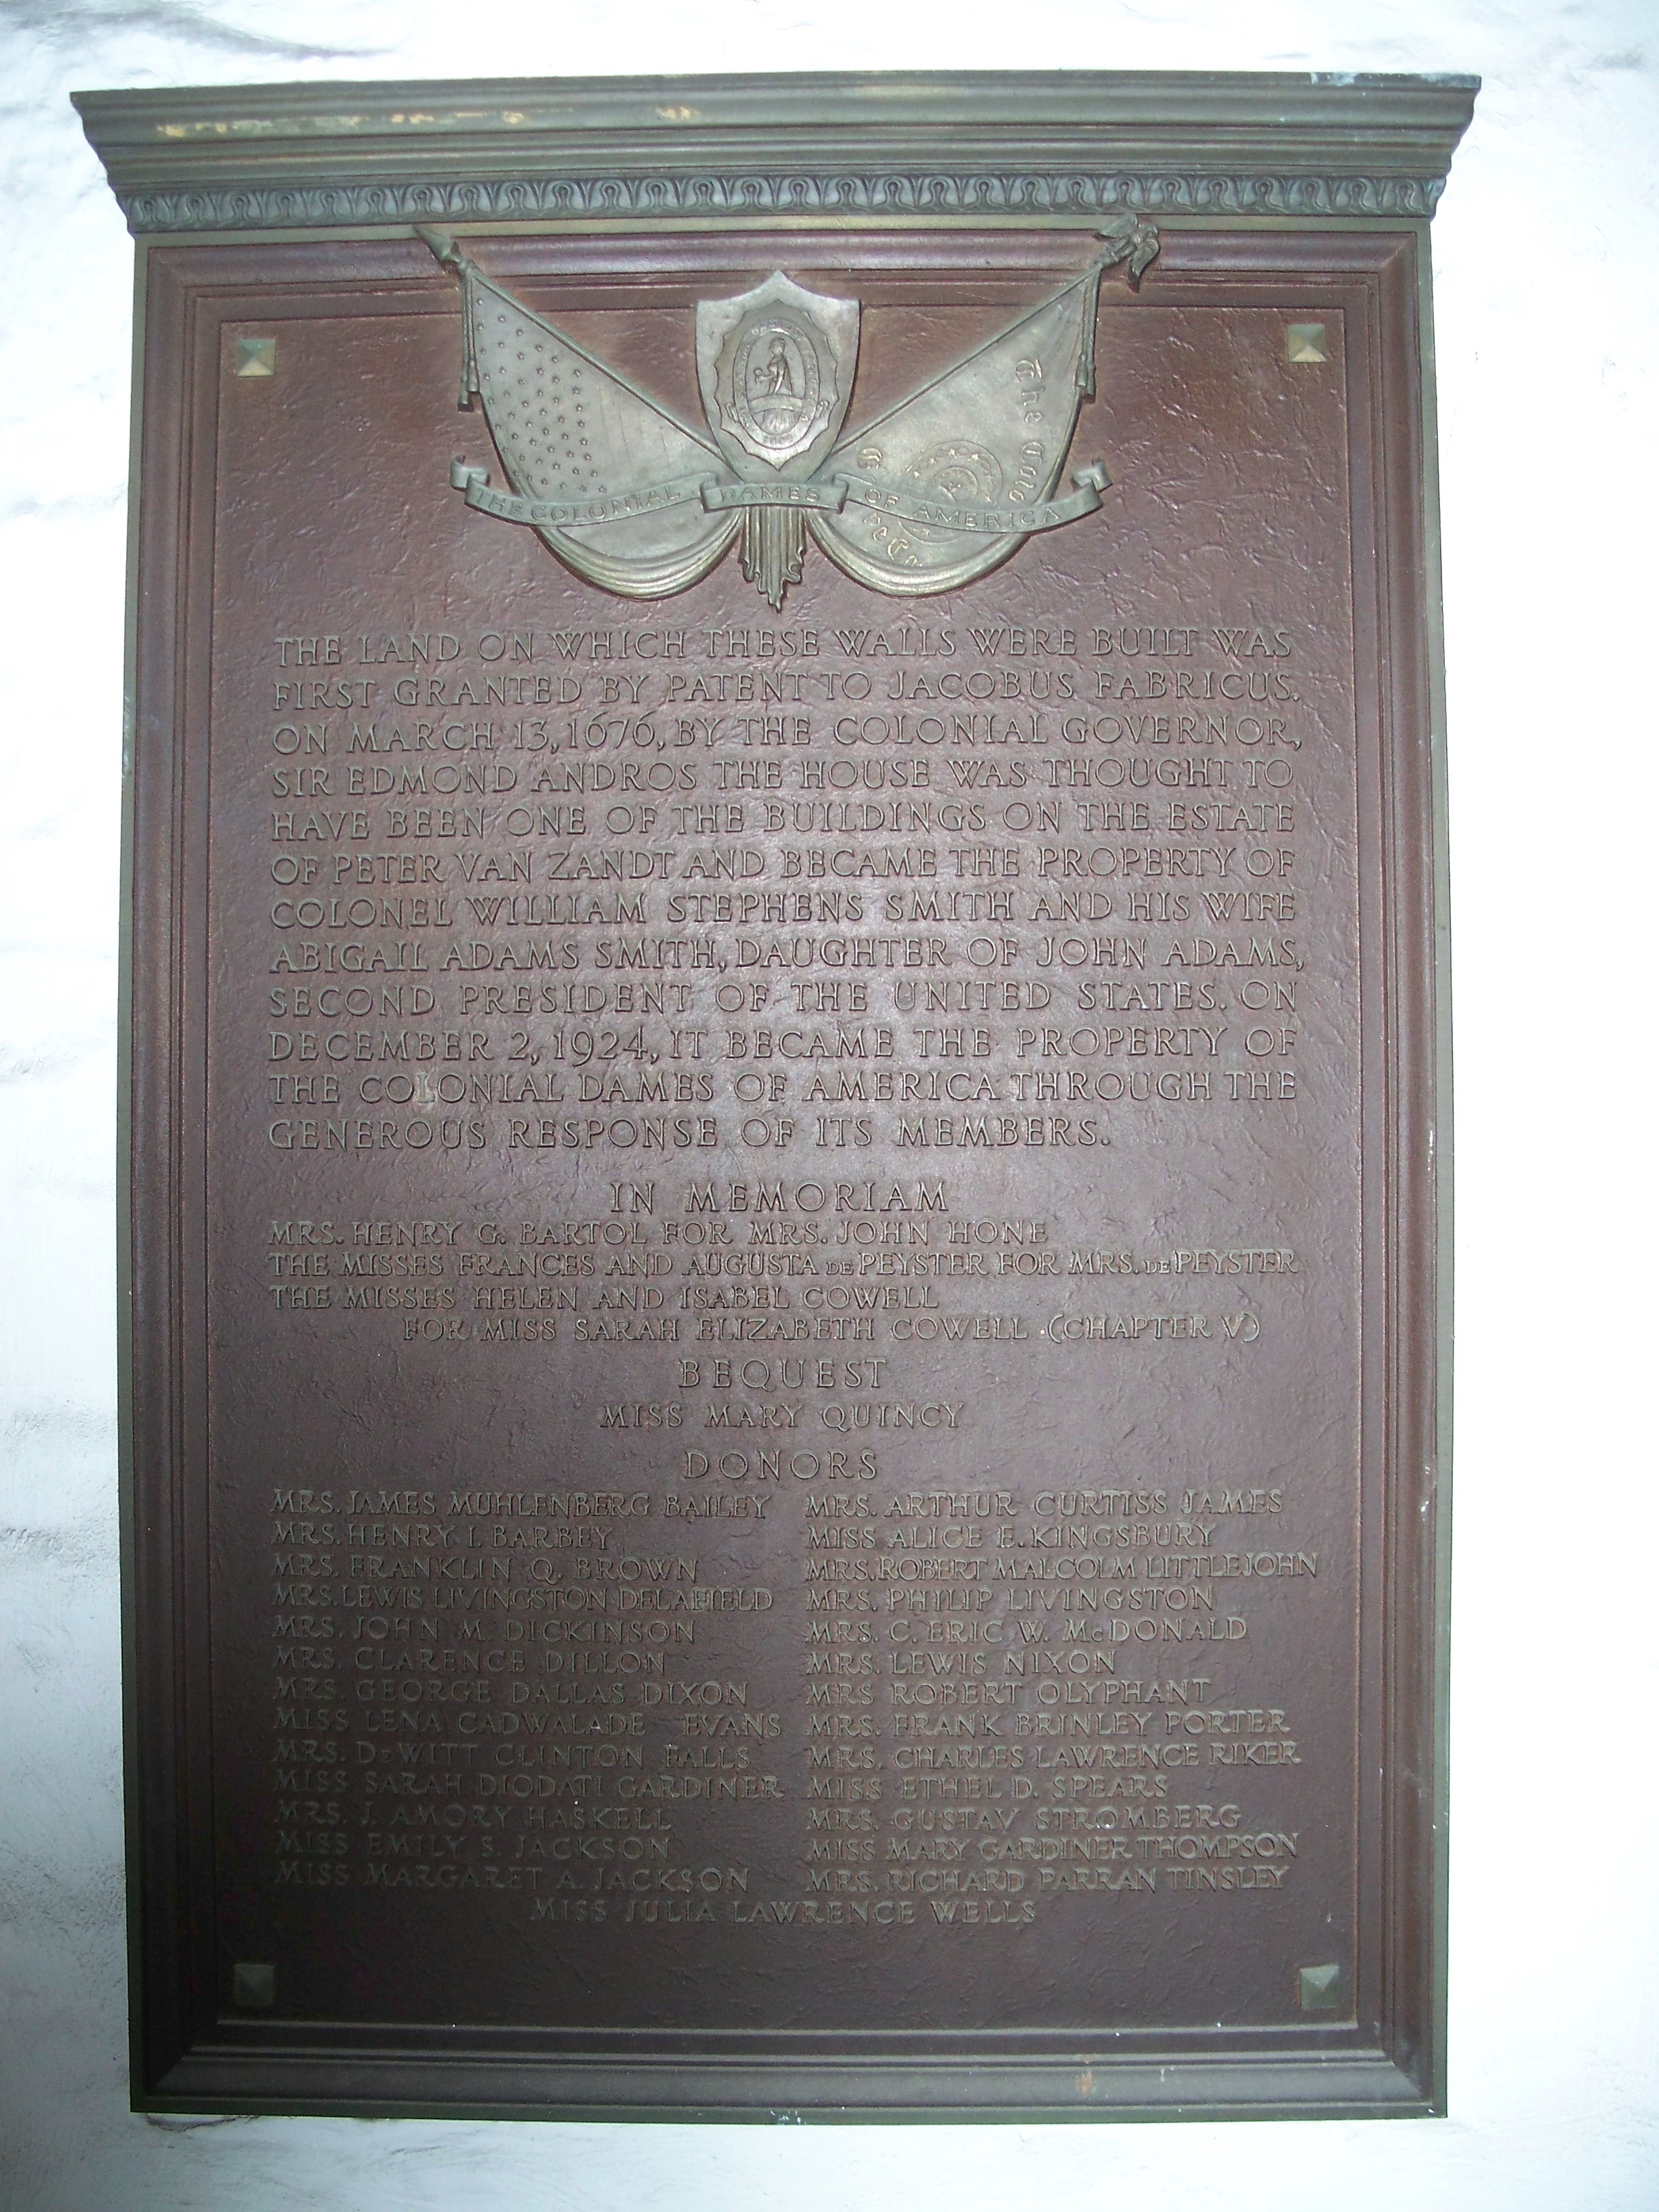 THE COLONIAL DAMES OF AMERICA
The Colo
THE LAND ON WHICH THESE WALLS WERE BUILT WAS
FIRST GRANTED BY PATENT TO JACOBUS FABRICUS.
ON MARCH 13, 1676, BY THE COLONIAL GOVERNOR,
SIR EDMOND ANDROS THE HOUSE WAS THOUGHT TO
HAVE BEEN ONE OF THE BUILDINGS ON THE ESTATE
OF PETER VAN ZANDT AND BECAME THE PROPERTY OF
COLONEL WILLIAM STEPHENS SMITH AND HIS WIFE
ABIGAIL ADAMS SMITH, DAUGHTER OF JOHN ADAMS,
SECOND PRESIDENT OF THE UNITED STATES. ON
DECEMBER 2, 1924, IT BECAME THE PROPERTY OF
THE COLONIAL DAMES OF AMERICA THROUGH THE
GENEROUS RESPONSE OF ITS MEMBERS.
IN MEMORIAM
MRS. HENRY G. BARTOL FOR MRS. JOHN HONE
THE MISSES FRANCES AND AUGUSTA DE PEYSTER FOR MRS. DE PEYSTER
THE MISSES HELEN AND ISABEL COWELL
FOR MISS SARAH ELIZABETH COWELL (CHAPTER V)
BEQUEST
MISS MARY QUINCY
DONORS
MRS. JAMES MUHLENBERG BAILEY
MRS. HENRY I. BARBEY
MRS. FRANKLIN Q. BROWN
MRS. LEWIS LIVINGSTON DELAFIELD
MRS. JOHN M. DICKINSON
MRS. CLARENCE DILLON
MRS. GEORGE DALLAS DIXON
MISS LENA CADWALADE EVANS
MRS. DEWITT CLINTON FALLS
MISS SARAH DIODATI GARDINER
MRS. J. AMORY HASKELL
MISS EMILY S. JACKSON
MISS MARGARET A. JACKSON
MRS. ARTHUR CURTISS JAMES
MISS ALICE E. KINGSBURY
MRS. ROBERT MALCOLM LITTLEJOHN
MRS. PHILIP LIVINGSTON
MRS. C. ERIC W. McDONALD
MRS. LEWIS NIXON
MRS ROBERT OLYPHANT
MRS. FRANK BRINLEY PORTER
MRS. CHARLES LAWRENCE RIKER
MISS ETHEL D. SPEARS
MRS. GUSTAV STROMBERG
MISS MARY GARDINER THOMPSON
MRS. RICHARD PARRAN TINSLEY
MISS JULIA LAWRENCE WELLS